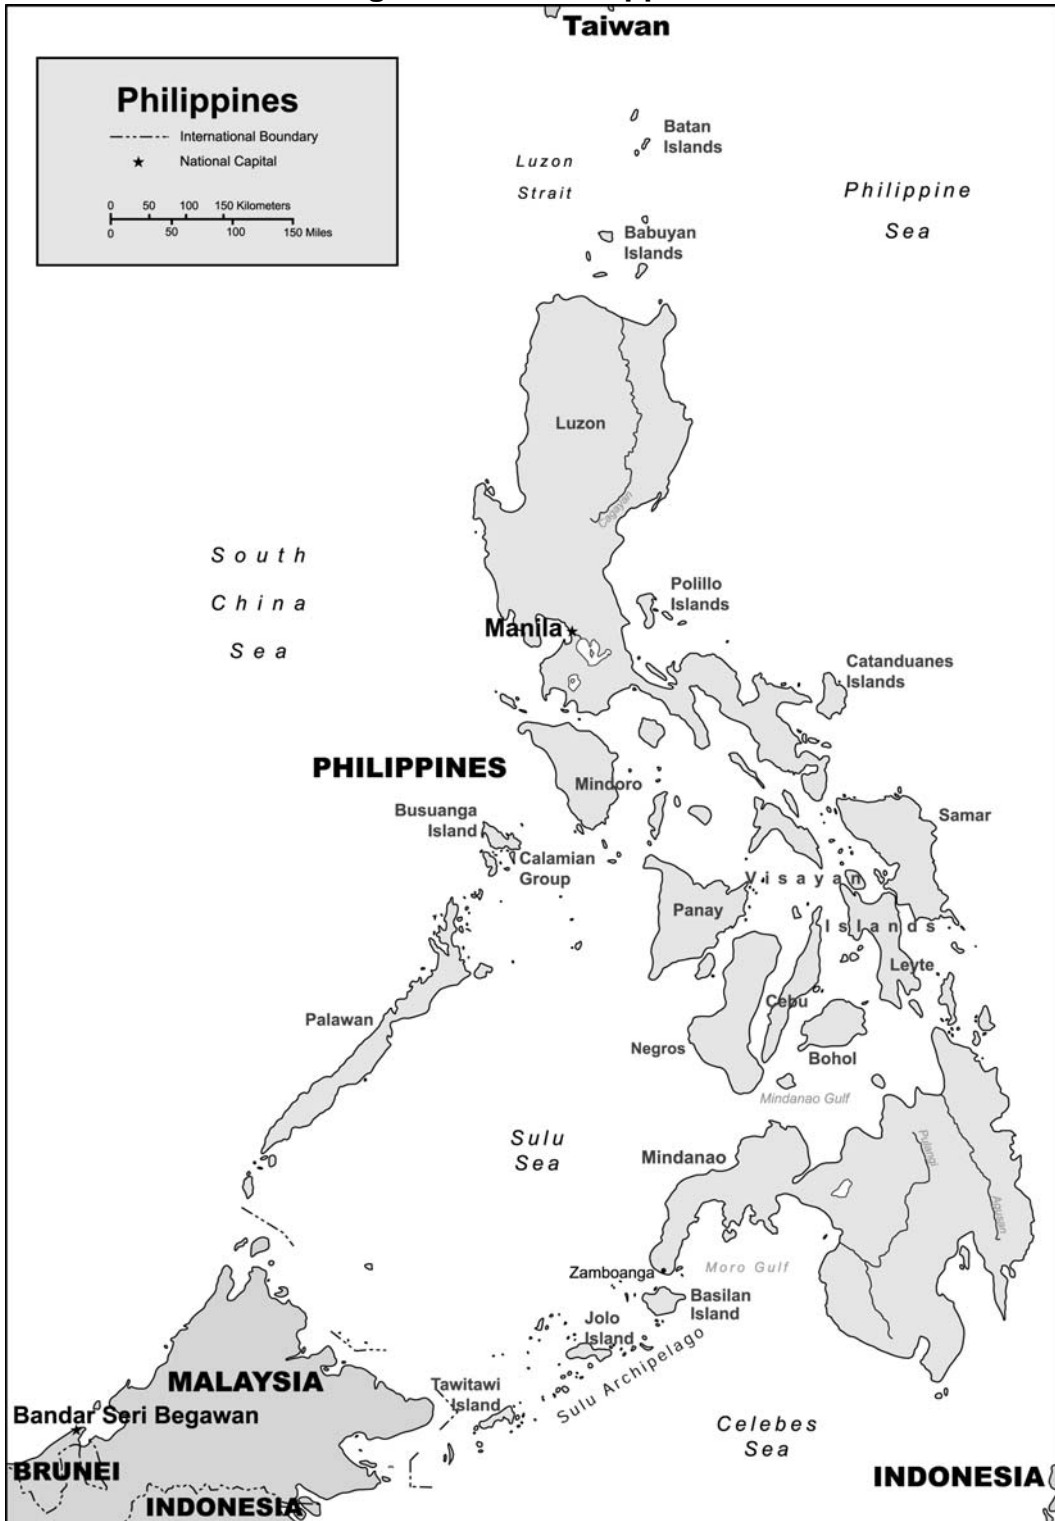 Taiwan
Philippines
International Boundary
National Capital
0 50 100 150 Kilometers
0 50 100 150 Miles
Batan
Islands
Luzon
Strait
Philippine
Sea
Babuyan
Islands
Luzon
Cagayan
South
China
Sea
Polillo
Islands
Manila
Catanduanes
Islands
PHILIPPINES
Mindoro
Busuanga
Island
Samar
Calamian
Group
Visayan
Islands
Panay
Leyte
Cebu
Palawan
Negros
Bohol
Mindanao Gulf
Sulu
Sea
Mindanao
Pulangi
Agusan
Zamboanga
Moro Gulf
Basilan
Island
Jolo
Island
Sulu Archipelago
MALAYSIA
Tawitawi
Island
Bandar Seri Begawan
Celebes
Sea
BRUNEI
INDONESIA
INDONESIA